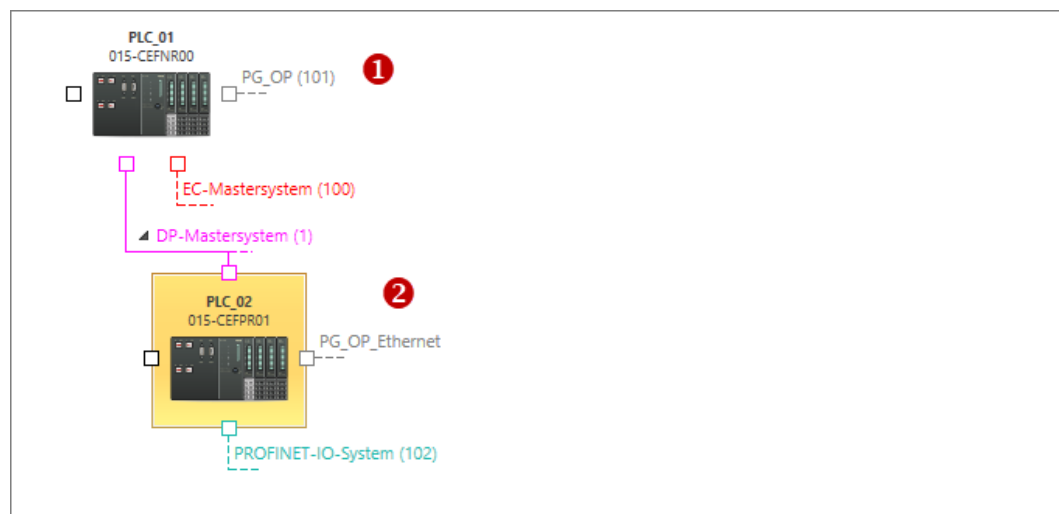 PLC_01
015-CEFNR00
PG_OP (101)
1
EC-Mastersystem (100)
DP-Mastersystem (1)
2
PLC_02
015-CEFPR01
PG_OP_Ethernet
PROFINET-IO-System (102)